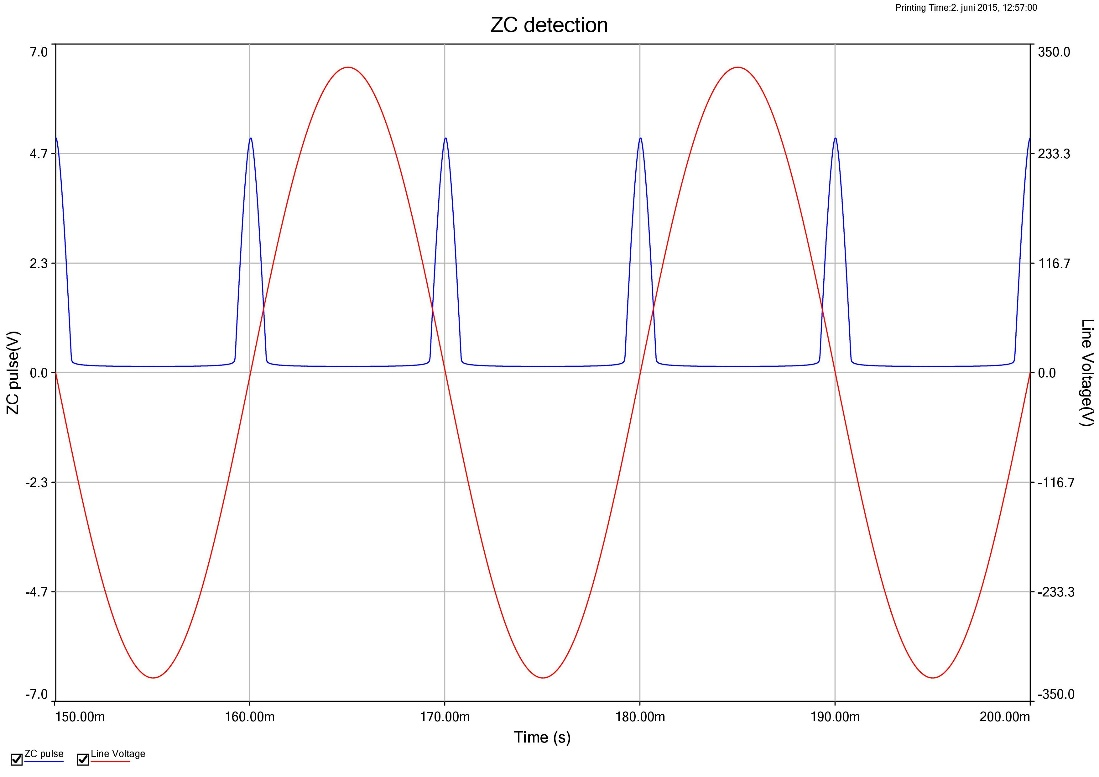 Printing Time:2. juni 2015, 12:57:00
ZC detection
7.0
4.7
2.3
0.0
-2.3
-4.7
-7.0
ZC pulse(V)
350.0
233.3
116.7
0.0
-116.7
-233.3
-350.0
Line Voltage(V)
150.00m 160.00m 170.00m 180.00m 190.00m 200.00m
Time (s)
ZC pulse Line Voltage